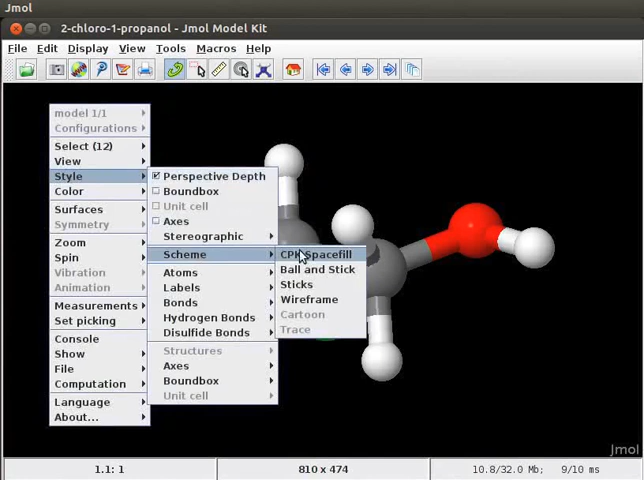 Jmol
2-chloro-1-propanol - Jmol Model Kit
File Edit Display View Tools Macros Help
model 1/1
Configurations
Select (12)
View
Style
Color
Surfaces
Symmetry
Zoom
Spin
Vibration
Animation
Measurements
Set picking
Console
Show
File
Computation
Language
About...
Perspective Depth
Boundbox
Unit cell
Axes
Stereographic
Scheme
Atoms
Labels
Bonds
Hydrogen Bonds
Disulfide Bonds
Structures
Axes
Boundbox
Unit cell
CPK Spacefill
Ball and Stick
Sticks
Wireframe
Cartoon
Trace
Jmol
1.1: 1
810 x 474
10.8/32.0 Mb; 9/10 ms